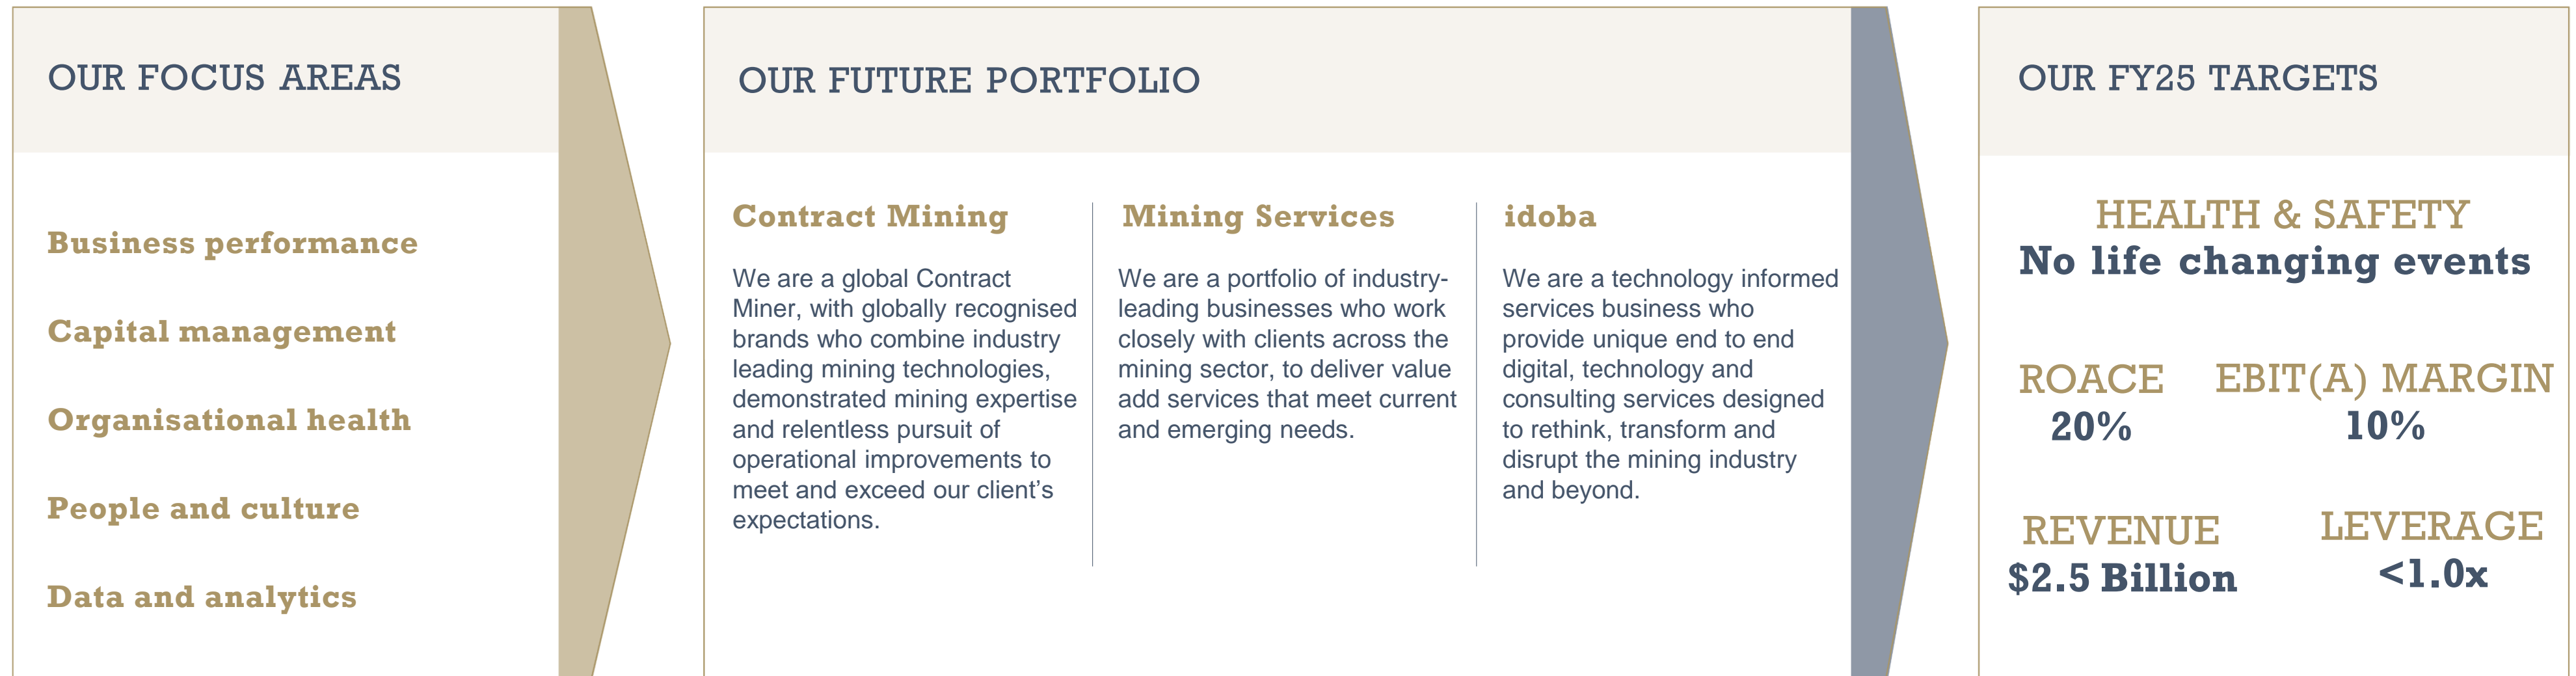 OUR FOCUS AREAS
Business performance
Capital management
Organisational health
People and culture
Data and analytics
OUR FUTURE PORTFOLIO
Contract Mining
We are a global Contract
Miner, with globally recognised
brands who combine industry
leading mining technologies,
demonstrated mining expertise
and relentless pursuit of
operational improvements to
meet and exceed our client’s
expectations.
Mining Services
We are a portfolio of industry-
leading businesses who work
closely with clients across the
mining sector, to deliver value
add services that meet current
and emerging needs.
idoba
We are a technology informed
services business who
provide unique end to end
digital, technology and
consulting services designed
to rethink, transform and
disrupt the mining industry
and beyond.
OUR FY25 TARGETS
HEALTH & SAFETY
No life changing events
ROACE
20%
EBIT(A) MARGIN
10%
REVENUE
$2.5 Billion
LEVERAGE
<1.0x